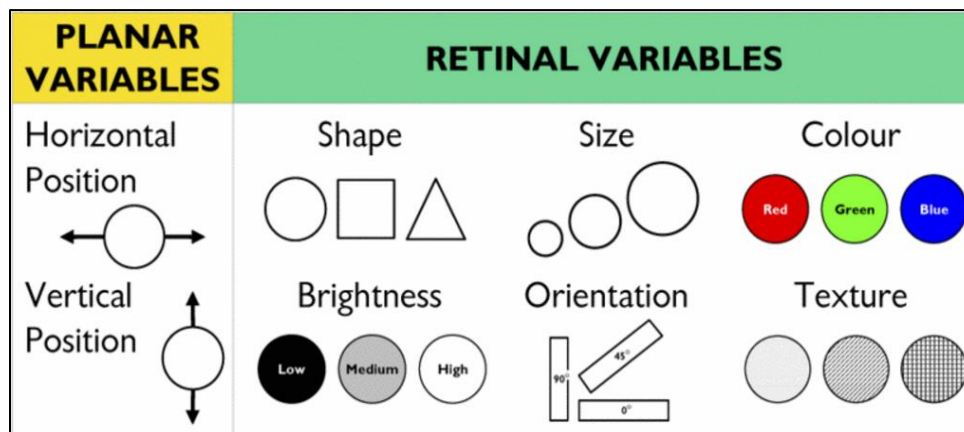 PLANAR
VARIABLES
RETINAL VARIABLES
Horizontal
Position
Vertical
Position
Shape
Size
Colour
Red
Green
Blue
Brightness
Orientation
Texture
Low
Medium
High
90°
45°
0°